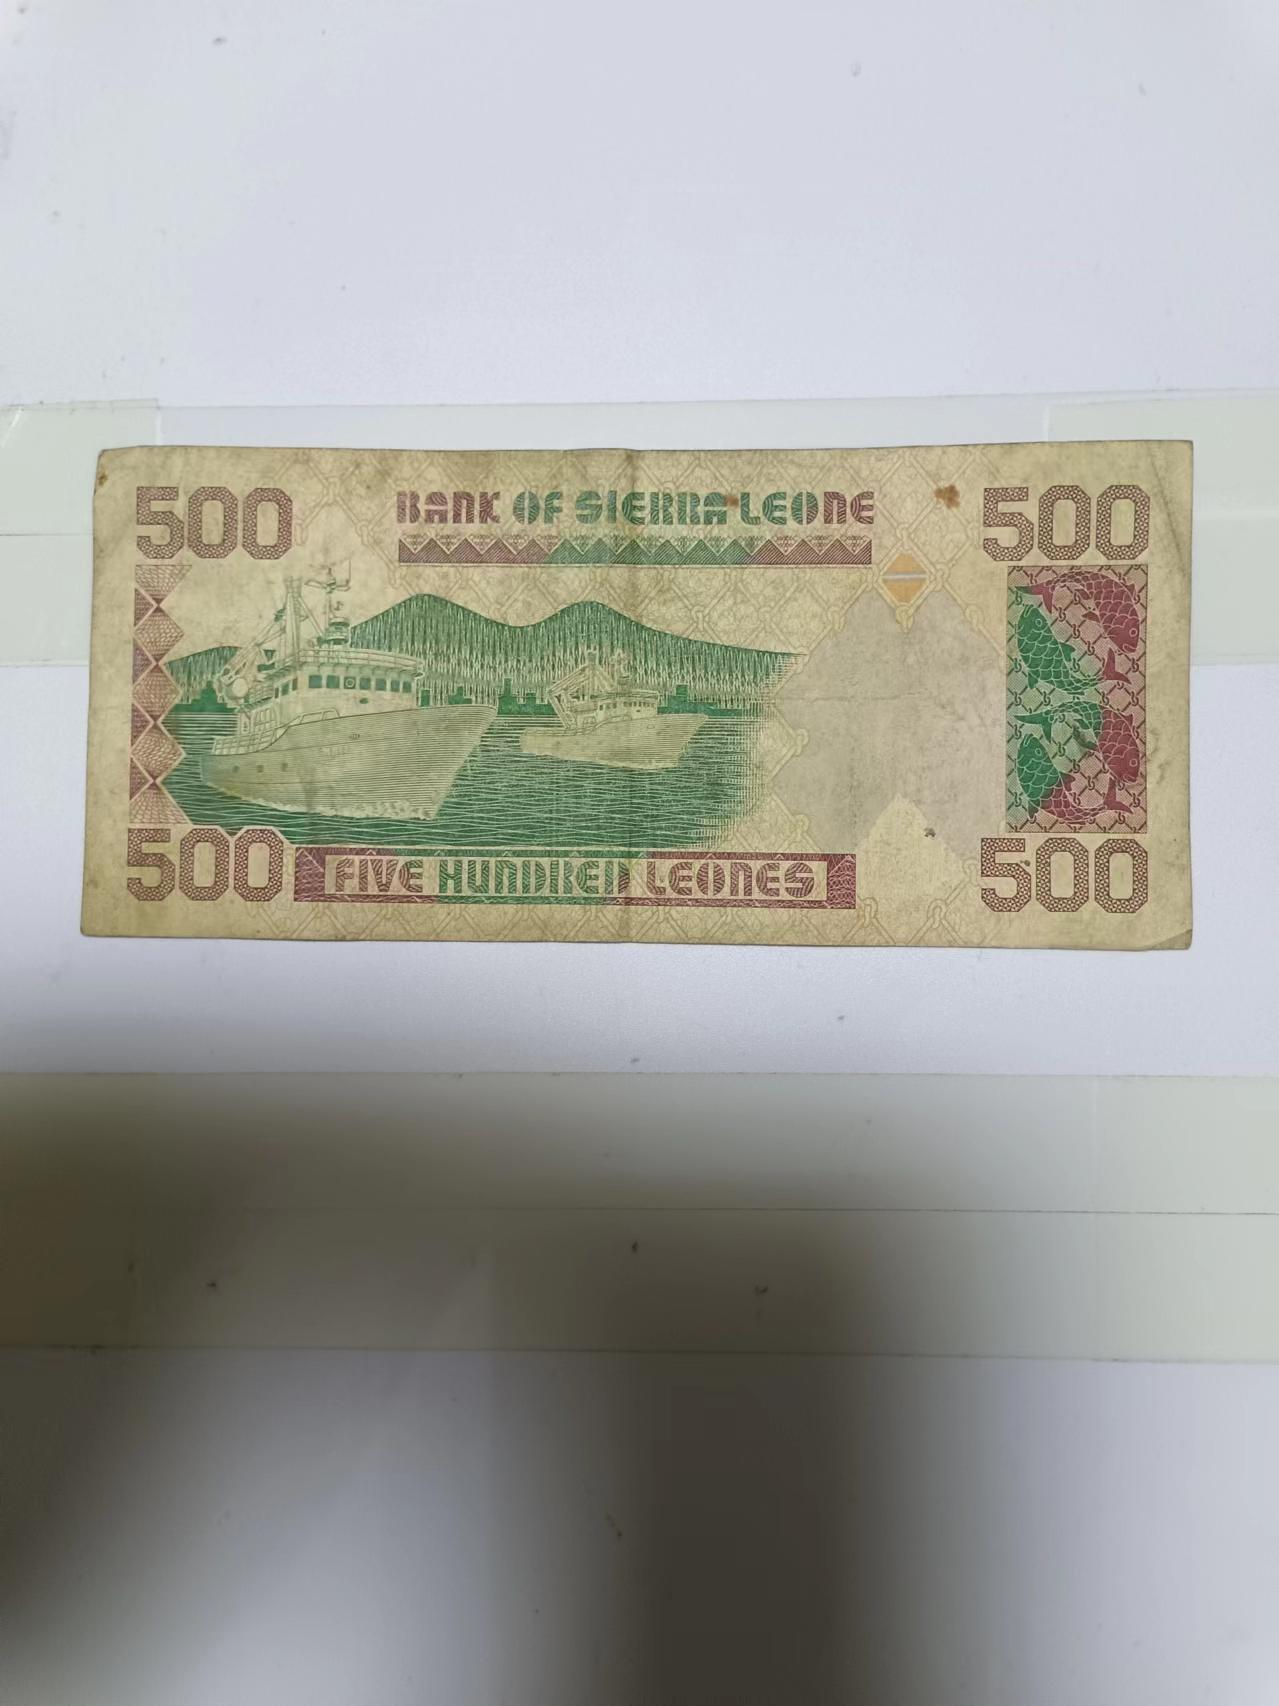 500 BANK OF SIERRA LEONE 500
500 FIVE HUNDRED LEONES 500